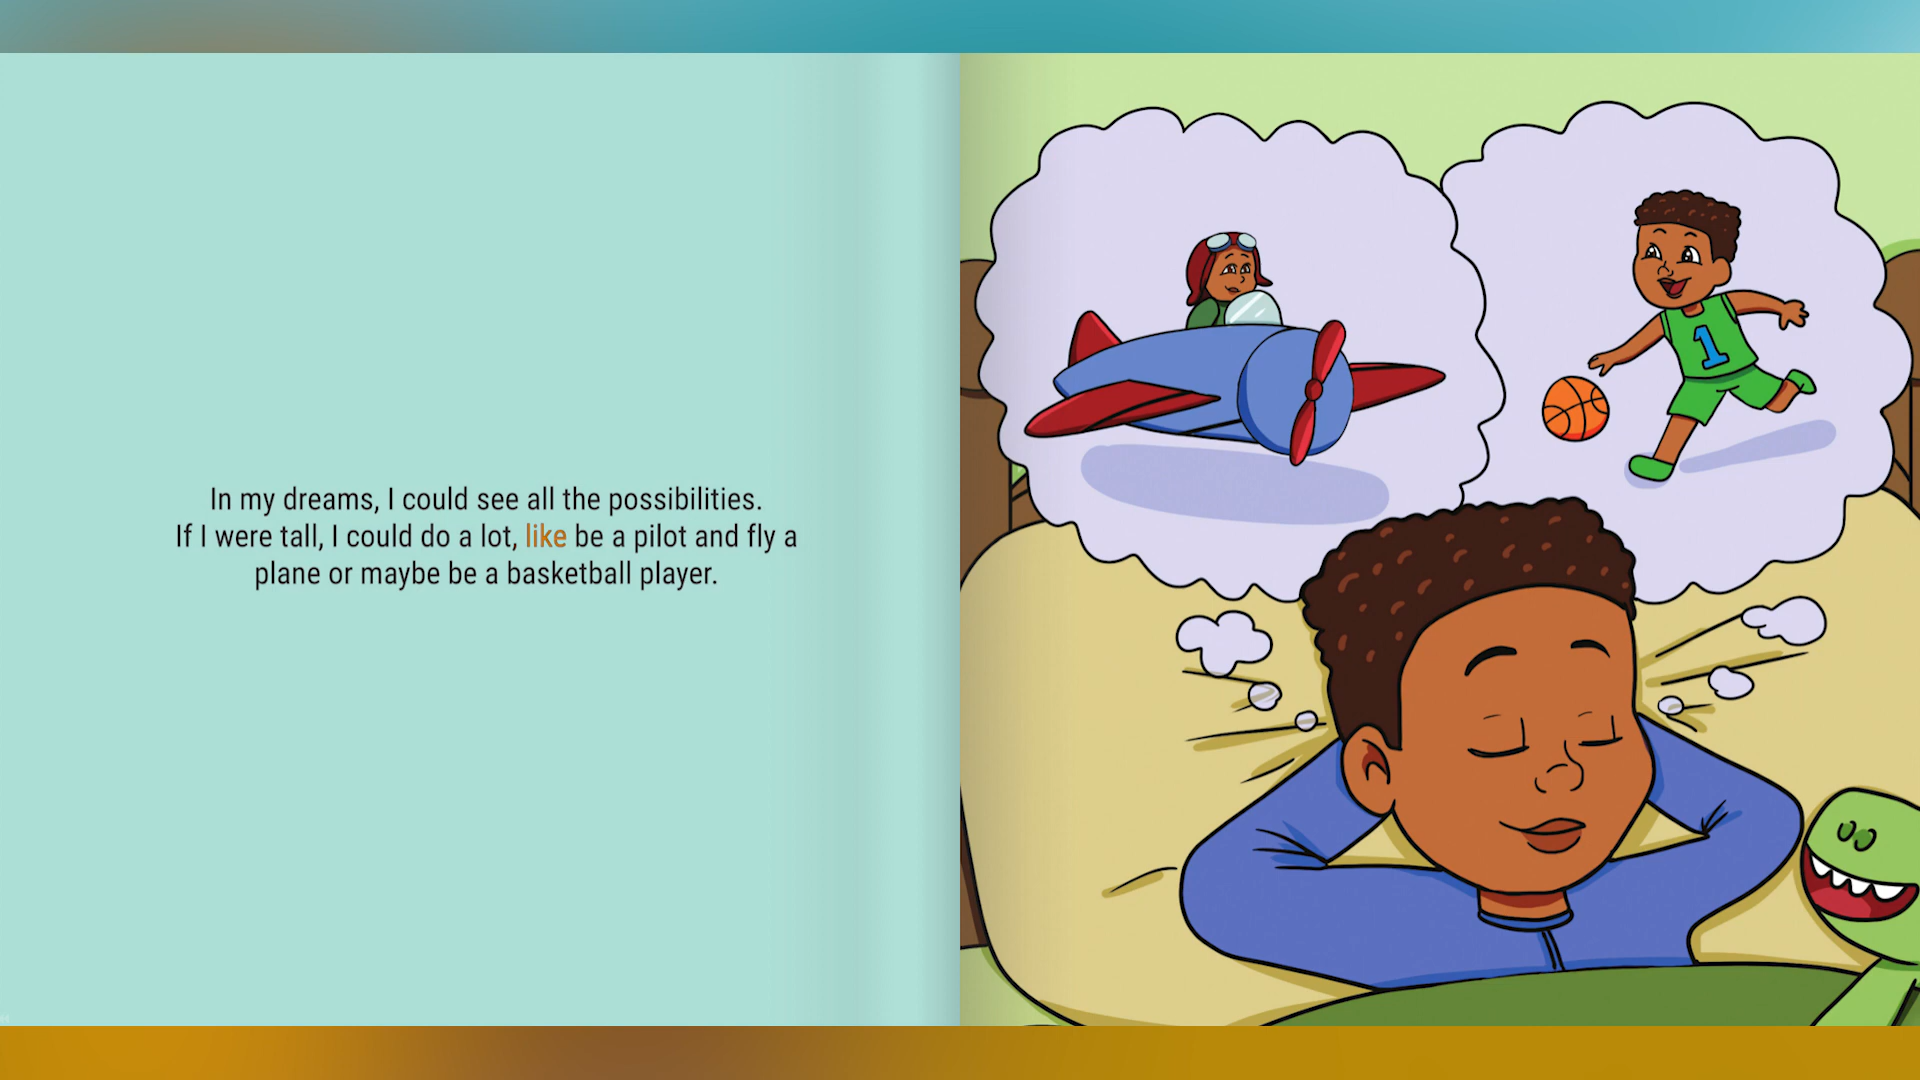 In my dreams, I could see all the possibilities.
If I were tall, I could do a lot, like be a pilot and fly a
plane or maybe be a basketball player.
1